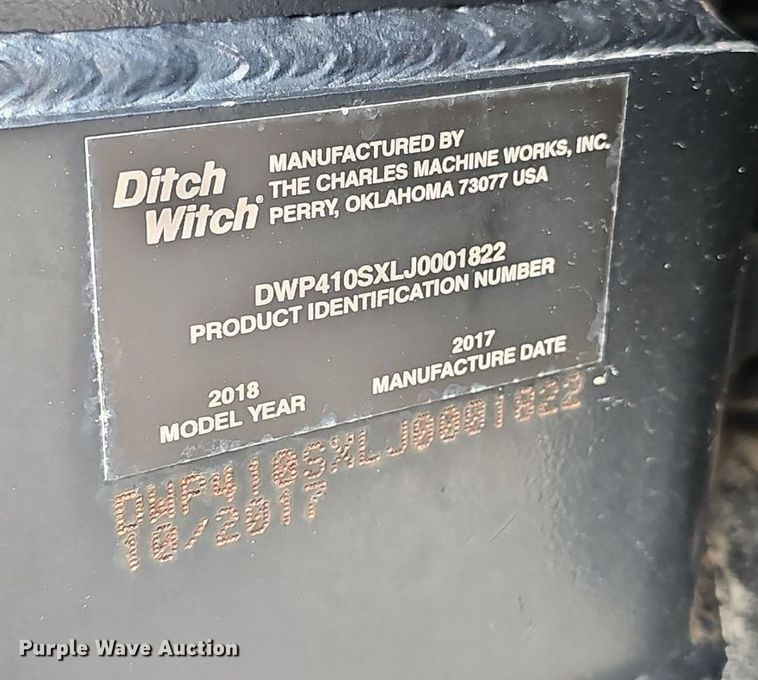 Ditch
Witch®
MANUFACTURED BY
THE CHARLES MACHINE WORKS, INC.
PERRY, OKLAHOMA 73077 USA
DWP410SXLJ0001822
PRODUCT IDENTIFICATION NUMBER
2018
MODEL YEAR
2017
MANUFACTURE DATE
DWP410SXLJ0001822
10/2017
Purple Wave Auction